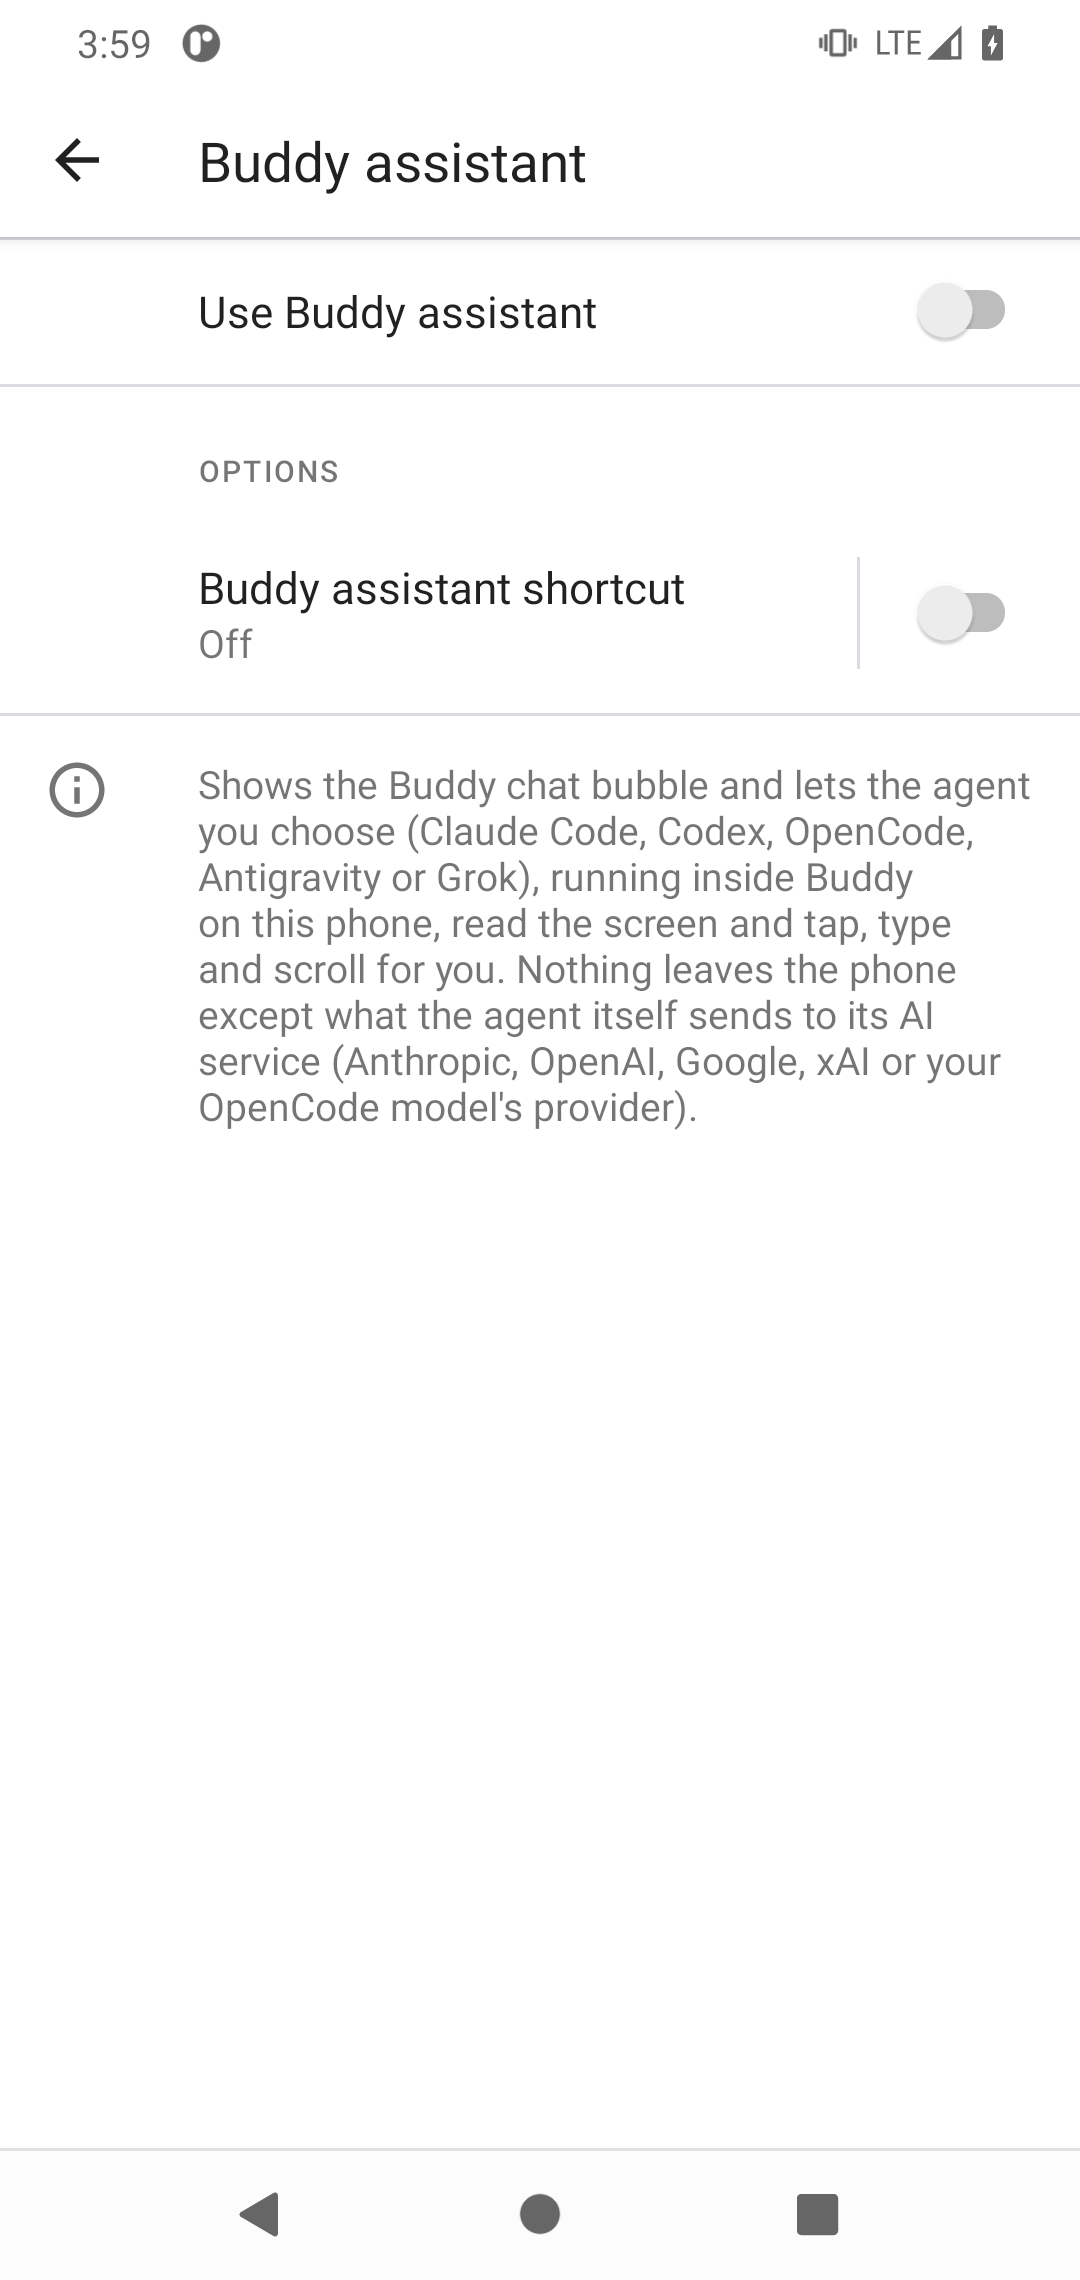 3:59
LTE
Buddy assistant
Use Buddy assistant
OPTIONS
Buddy assistant shortcut
Off
Shows the Buddy chat bubble and lets the agent
you choose (Claude Code, Codex, OpenCode,
Antigravity or Grok), running inside Buddy
on this phone, read the screen and tap, type
and scroll for you. Nothing leaves the phone
except what the agent itself sends to its AI
service (Anthropic, OpenAI, Google, xAI or your
OpenCode model's provider).